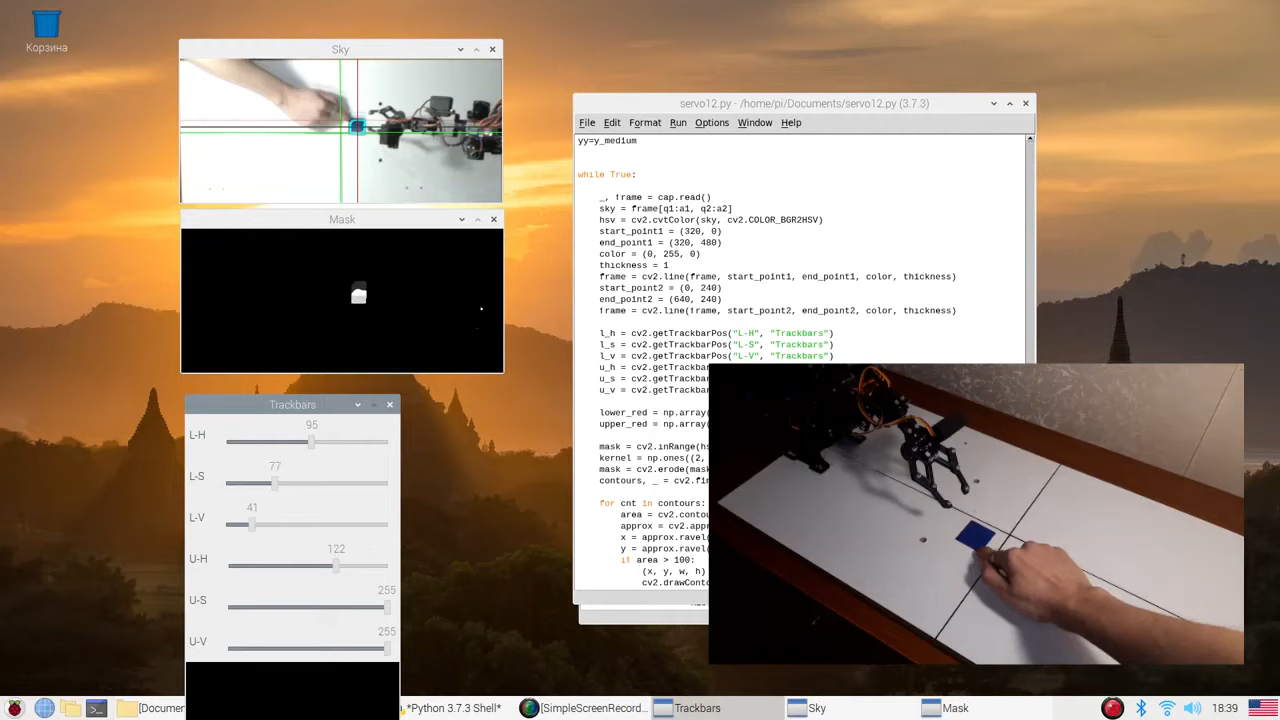 Корзина
Sky
Mask
Trackbars
L-H
95
L-S
77
L-V
41
U-H
122
U-S
255
U-V
255
servo12.py - /home/pi/Documents/servo12.py (3.7.3)
File Edit Format Run Options Window Help
yy=y_medium
while True:
_, frame = cap.read()
sky = frame[q1:a1, q2:a2]
hsv = cv2.cvtColor(sky, cv2.COLOR_BGR2HSV)
start_point1 = (320, 0)
end_point1 = (320, 480)
color = (0, 255, 0)
thickness = 1
frame = cv2.line(frame, start_point1, end_point1, color, thickness)
start_point2 = (0, 240)
end_point2 = (640, 240)
frame = cv2.line(frame, start_point2, end_point2, color, thickness)
l_h = cv2.getTrackbarPos("L-H", "Trackbars")
l_s = cv2.getTrackbarPos("L-S", "Trackbars")
l_v = cv2.getTrackbarPos("L-V", "Trackbars")
u_h = cv2.getTrackbar
u_s = cv2.getTrackbar
u_v = cv2.getTrackbar
lower_red = np.array(
upper_red = np.array(
mask = cv2.inRange(hs
kernel = np.ones((2,
mask = cv2.erode(mask
contours, _ = cv2.fin
for cnt in contours:
area = cv2.contou
approx = cv2.appr
x = approx.ravel(
y = approx.ravel(
if area > 100:
(x, y, w, h)
cv2.drawConto
[Documen
*Python 3.7.3 Shell*
[SimpleScreenRecord...
Trackbars
Sky
Mask
18:39